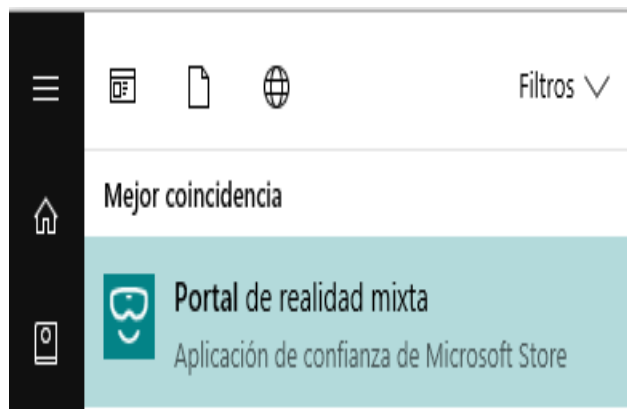 Filtros
Mejor coincidencia
Portal de realidad mixta
Aplicación de confianza de Microsoft Store